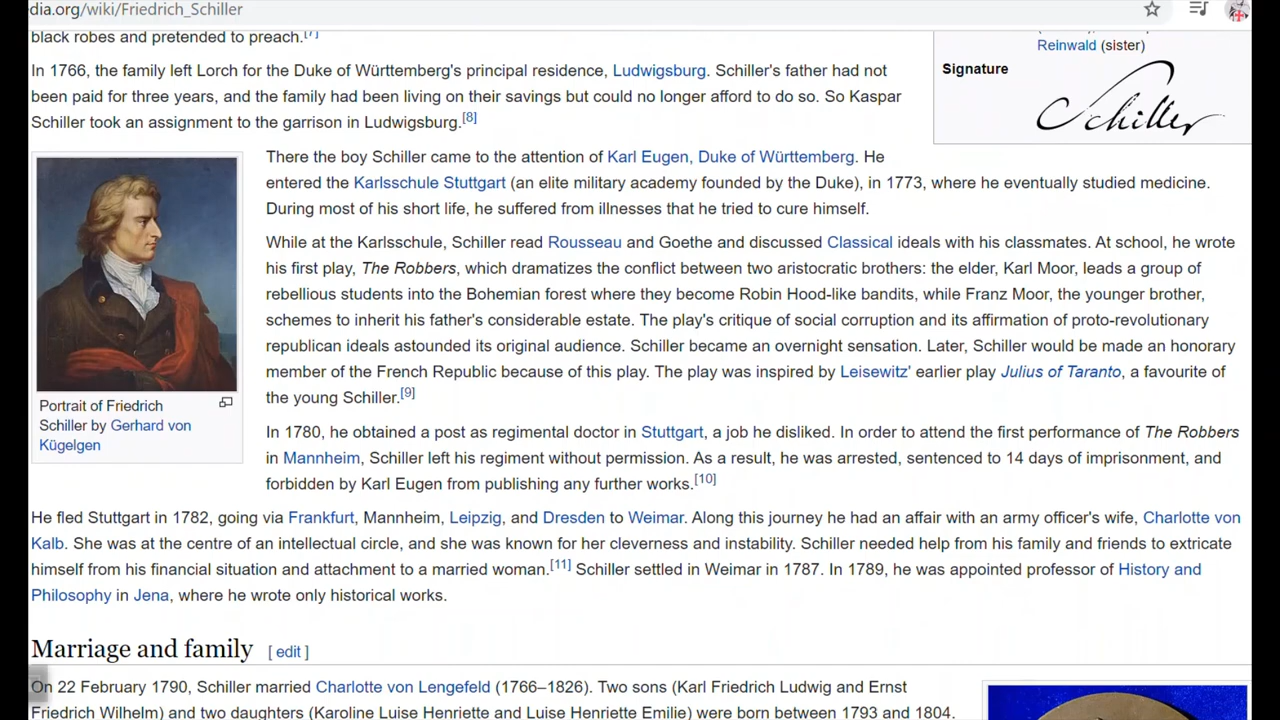 dia.org/wiki/Friedrich_Schiller
black robes and pretended to preach.[7]
Reinwald (sister)
Signature
Schiller
In 1766, the family left Lorch for the Duke of Württemberg's principal residence, Ludwigsburg. Schiller's father had not
been paid for three years, and the family had been living on their savings but could no longer afford to do so. So Kaspar
Schiller took an assignment to the garrison in Ludwigsburg.[8]
There the boy Schiller came to the attention of Karl Eugen, Duke of Württemberg. He
entered the Karlsschule Stuttgart (an elite military academy founded by the Duke), in 1773, where he eventually studied medicine.
During most of his short life, he suffered from illnesses that he tried to cure himself.
While at the Karlsschule, Schiller read Rousseau and Goethe and discussed Classical ideals with his classmates. At school, he wrote
his first play, The Robbers, which dramatizes the conflict between two aristocratic brothers: the elder, Karl Moor, leads a group of
rebellious students into the Bohemian forest where they become Robin Hood-like bandits, while Franz Moor, the younger brother,
schemes to inherit his father's considerable estate. The play's critique of social corruption and its affirmation of proto-revolutionary
republican ideals astounded its original audience. Schiller became an overnight sensation. Later, Schiller would be made an honorary
member of the French Republic because of this play. The play was inspired by Leisewitz' earlier play Julius of Taranto, a favourite of
the young Schiller.[9]
Portrait of Friedrich
Schiller by Gerhard von
Kügelgen
In 1780, he obtained a post as regimental doctor in Stuttgart, a job he disliked. In order to attend the first performance of The Robbers
in Mannheim, Schiller left his regiment without permission. As a result, he was arrested, sentenced to 14 days of imprisonment, and
forbidden by Karl Eugen from publishing any further works.[10]
He fled Stuttgart in 1782, going via Frankfurt, Mannheim, Leipzig, and Dresden to Weimar. Along this journey he had an affair with an army officer's wife, Charlotte von
Kalb. She was at the centre of an intellectual circle, and she was known for her cleverness and instability. Schiller needed help from his family and friends to extricate
himself from his financial situation and attachment to a married woman.[11] Schiller settled in Weimar in 1787. In 1789, he was appointed professor of History and
Philosophy in Jena, where he wrote only historical works.
Marriage and family [ edit ]
On 22 February 1790, Schiller married Charlotte von Lengefeld (1766–1826). Two sons (Karl Friedrich Ludwig and Ernst
Friedrich Wilhelm) and two daughters (Karoline Luise Henriette and Luise Henriette Emilie) were born between 1793 and 1804.